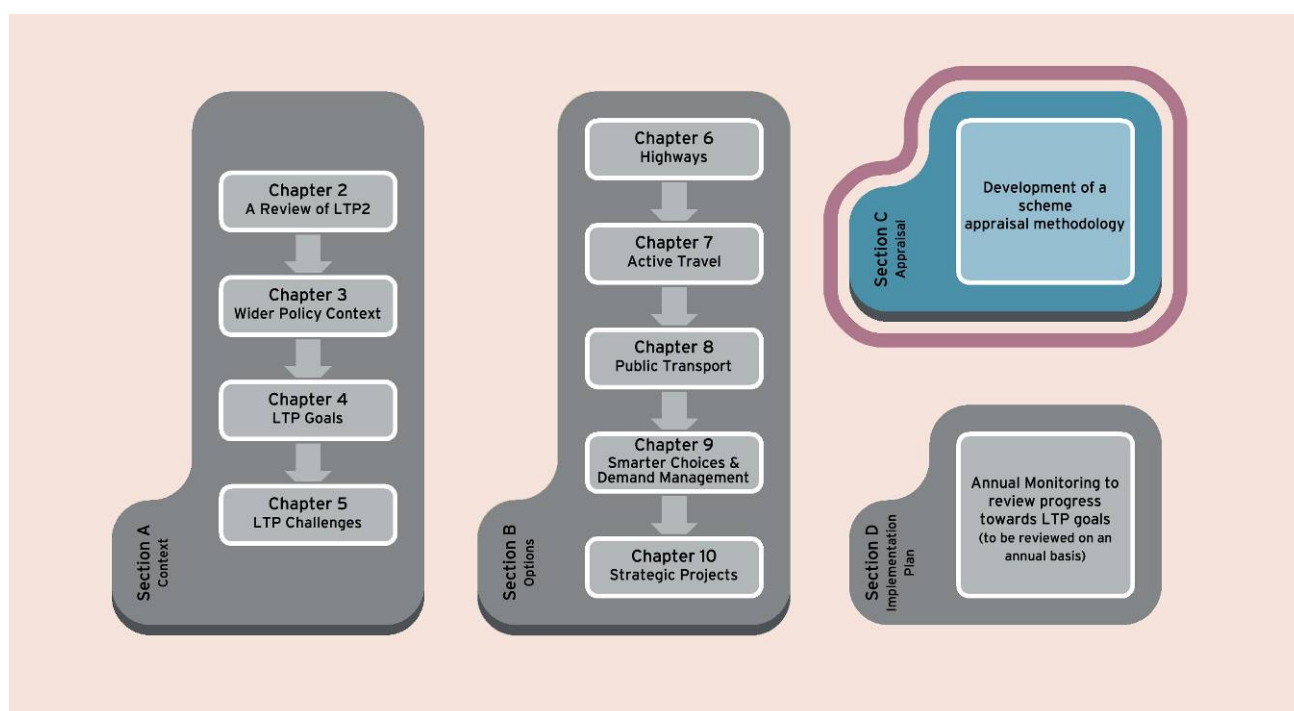 Section A
Context
Chapter 2
A Review of LTP2
Chapter 3
Wider Policy Context
Chapter 4
LTP Goals
Chapter 5
LTP Challenges
Section B
Options
Chapter 6
Highways
Chapter 7
Active Travel
Chapter 8
Public Transport
Chapter 9
Smarter Choices &
Demand Management
Chapter 10
Strategic Projects
Section C
Appraisal
Development of a
scheme
appraisal methodology
Section D
Implementation
Plan
Annual Monitoring to
review progress
towards LTP goals
(to be reviewed on an
annual basis)